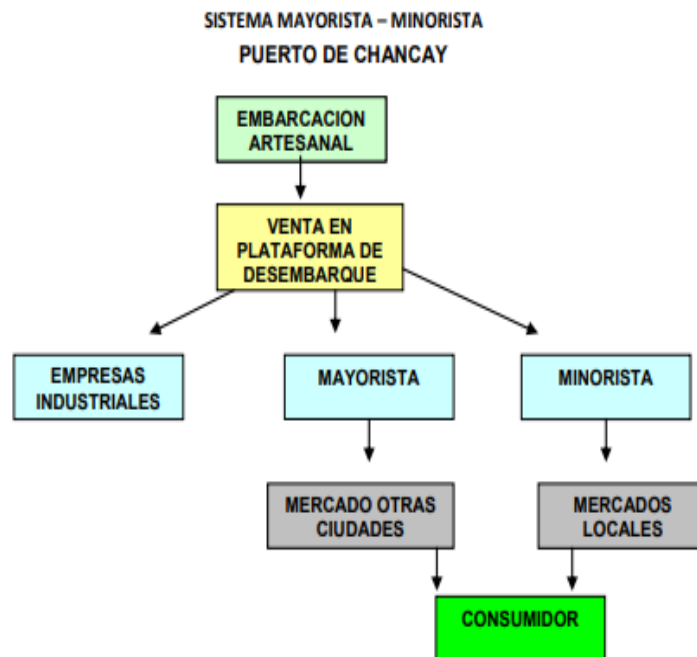 SISTEMA MAYORISTA – MINORISTA
PUERTO DE CHANCAY
EMBARCACION
ARTESANAL
VENTA EN
PLATAFORMA DE
DESEMBARQUE
EMPRESAS
INDUSTRIALES
MAYORISTA
MINORISTA
MERCADO OTRAS
CIUDADES
MERCADOS
LOCALES
CONSUMIDOR